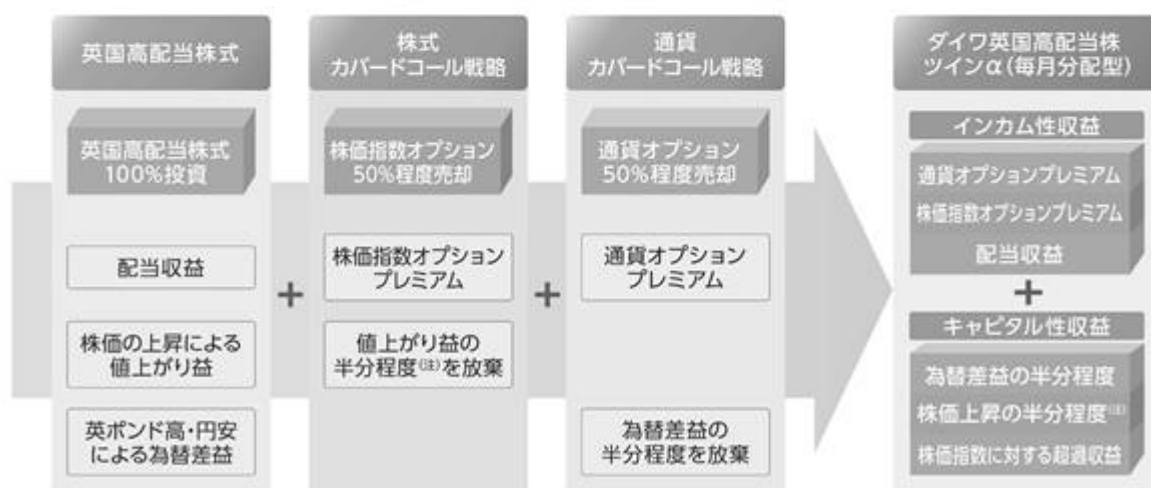 英国高配当株式
英国高配当株式
100%投資
配当収益
株価の上昇による
値上がり益
英ポンド高・円安
による為替差益
+
株式
カバードコール戦略
株価指数オプション
50%程度売却
株価指数オプション
プレミアム
値上がり益の
半分程度(注)を放棄
+
通貨
カバードコール戦略
通貨オプション
50%程度売却
通貨オプション
プレミアム
為替差益の
半分程度を放棄
ダイワ英国高配当株
ツインα(毎月分配型)
インカム性収益
通貨オプションプレミアム
株価指数オプションプレミアム
配当収益
+
キャピタル性収益
為替差益の半分程度
株価上昇の半分程度(注)
株価指数に対する超過収益